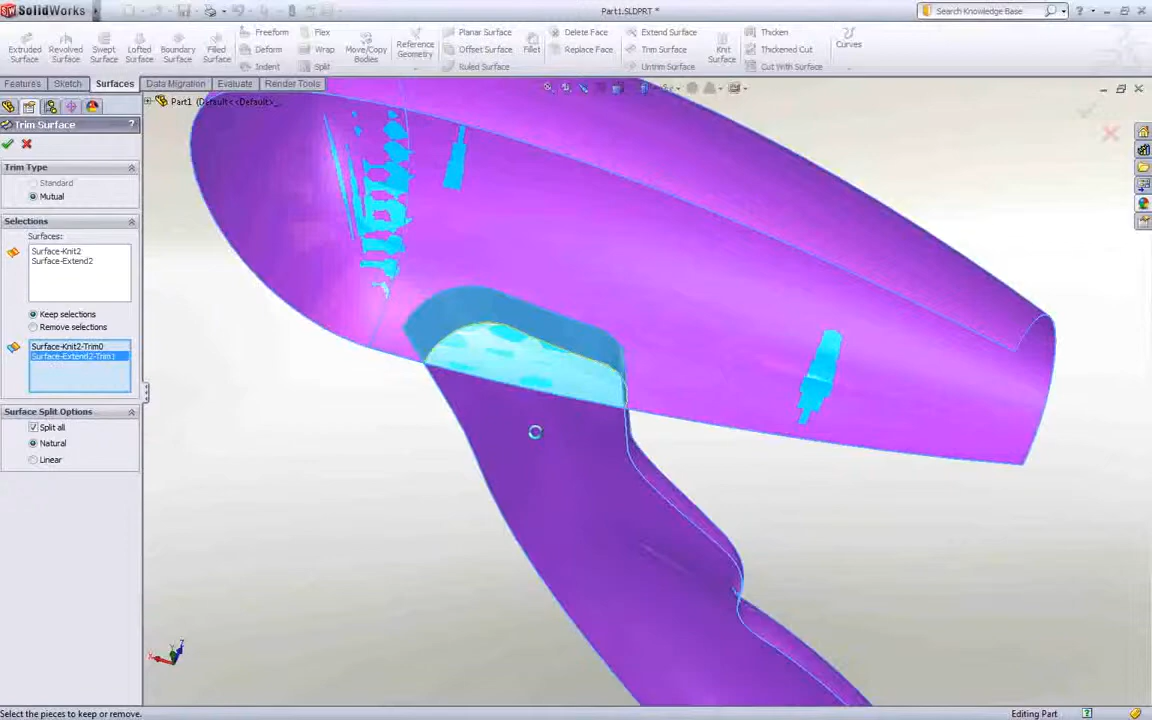 SolidWorks
Part1.SLDPRT *
Search Knowledge Base
Extruded Surface
Revolved Surface
Swept Surface
Lofted Surface
Boundary Surface
Filled Surface
Freeform
Deform
Indent
Flex
Wrap
Split
Move/Copy Bodies
Reference Geometry
Planar Surface
Offset Surface
Ruled Surface
Fillet
Delete Face
Replace Face
Extend Surface
Trim Surface
Untrim Surface
Knit Surface
Thicken
Thickened Cut
Cut With Surface
Curves
Features Sketch Surfaces Data Migration Evaluate Render Tools
Part1 (Default<<Default>_...
Trim Surface ?
Trim Type
Standard
Mutual
Selections
Surfaces:
Surface-Knit2
Surface-Extend2
Keep selections
Remove selections
Surface-Knit2-Trim0
Surface-Extend2-Trim1
Surface Split Options
Split all
Natural
Linear
Select the pieces to keep or remove.
Editing Part